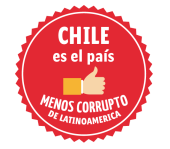 CHILE
es el país
MENOS CORRUPTO
DE LATINOAMERICA